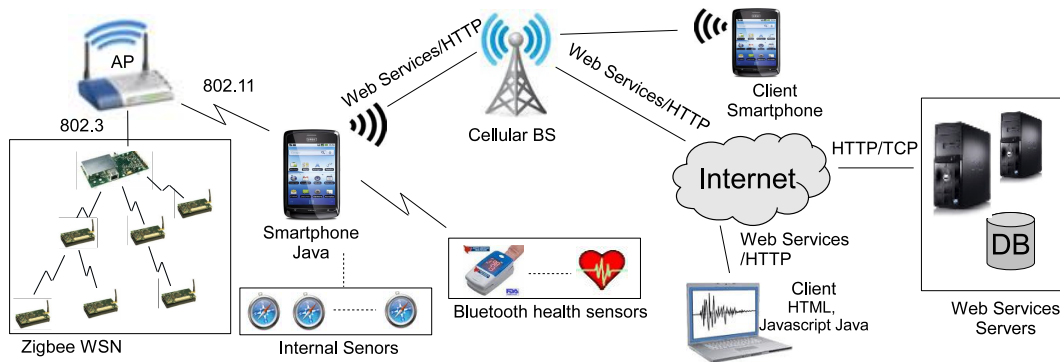 AP
802.11
802.3
Zigbee WSN
Web Services/HTTP
Smartphone
Java
Internal Senors
Bluetooth health sensors
Cellular BS
Web Services/HTTP
Client
Smartphone
Internet
HTTP/TCP
Web Services
/HTTP
Client
HTML,
Javascript Java
DB
Web Services
Servers